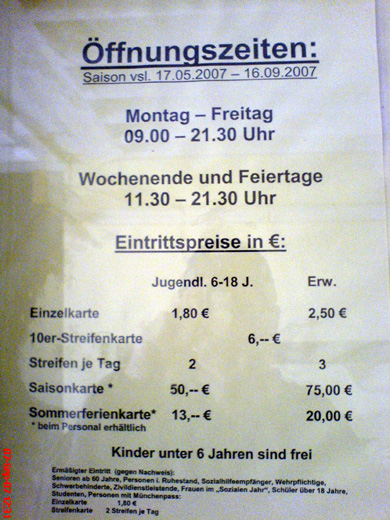 Öffnungszeiten:
Saison vsl. 17.05.2007 – 16.09.2007
Montag – Freitag
09.00 – 21.30 Uhr
Wochenende und Feiertage
11.30 – 21.30 Uhr
Eintrittspreise in €:
Jugendl. 6-18 J. Erw.
Einzelkarte 1,80 € 2,50 €
10er-Streifenkarte 6,-- €
Streifen je Tag 2 3
Saisonkarte * 50,-- € 75,00 €
Sommerferienkarte* 13,-- € 20,00 €
* beim Personal erhältlich
Kinder unter 6 Jahren sind frei
Ermäßigter Eintritt (gegen Nachweis):
Senioren ab 60 Jahre, Personen i. Ruhestand, Sozialhilfeempfänger, Wehrpflichtige,
Schwerbehinderte, Zivildienstleistende, Frauen im „Sozialen Jahr“, Schüler über 18 Jahre,
Studenten, Personen mit Münchenpass:
Einzelkarte 1,80 €
Streifenkarte 2 Streifen je Tag